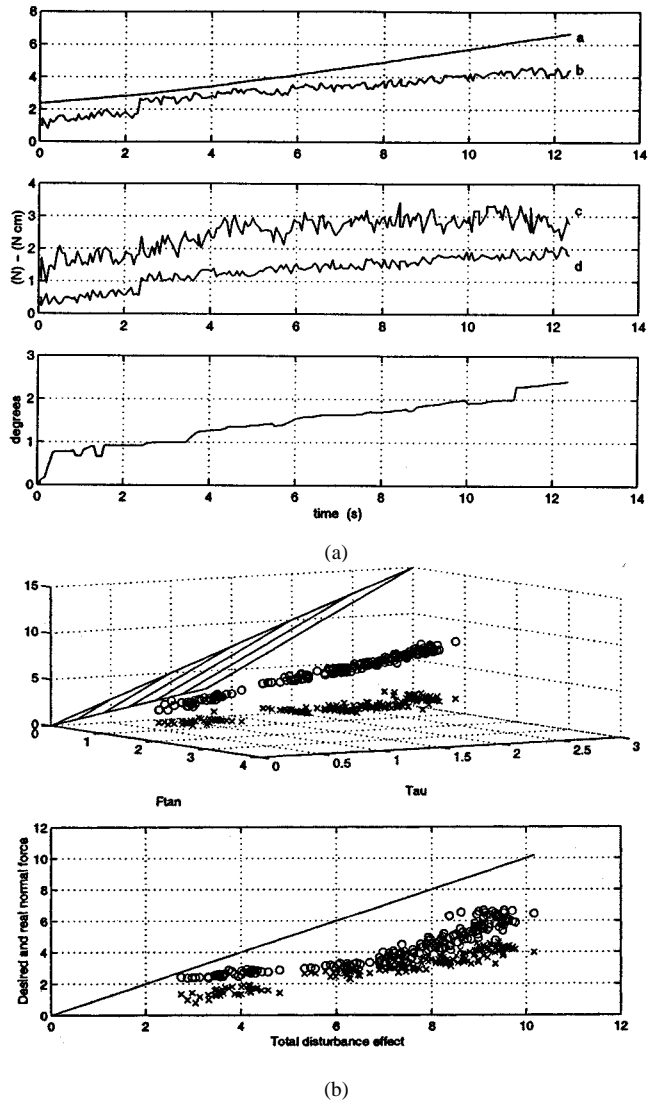 8
6
a
4
b
2
0
0 2 4 6 8 10 12 14
4
c
3
(N) - (N cm)
2
d
1
0
0 2 4 6 8 10 12 14
3
2
degrees
1
0
0 2 4 6 8 10 12 14
time (s)
(a)
15
10
5
0
0 1 2 3 4
Ftan
0 0.5 1 1.5 2 2.5 3
Tau
12
10
8
6
4
2
0
Desired and real normal force
0 2 4 6 8 10 12
Total disturbance effect
(b)